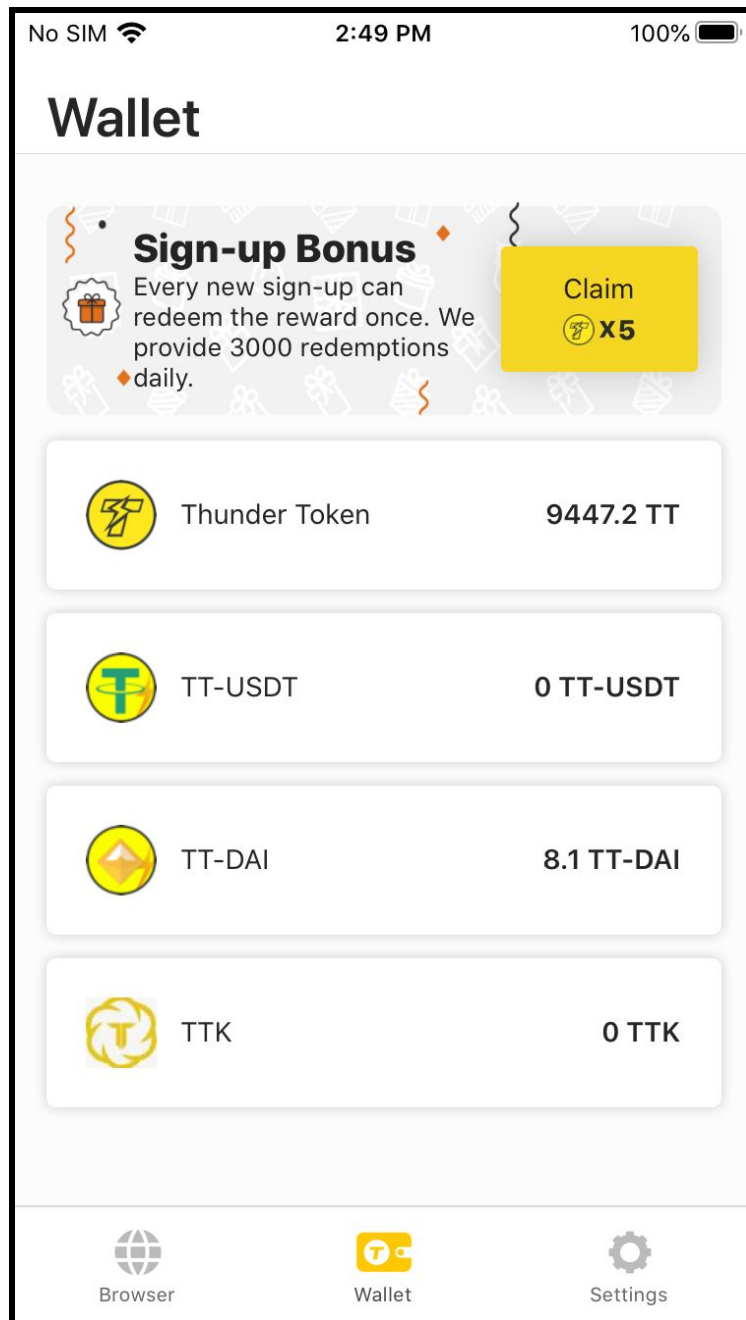 No SIM 2:49 PM 100%
Wallet
Sign-up Bonus
Every new sign-up can
redeem the reward once. We
provide 3000 redemptions
daily.
Claim
X5
Thunder Token 9447.2 TT
TT-USDT 0 TT-USDT
TT-DAI 8.1 TT-DAI
TTK 0 TTK
Browser Wallet Settings